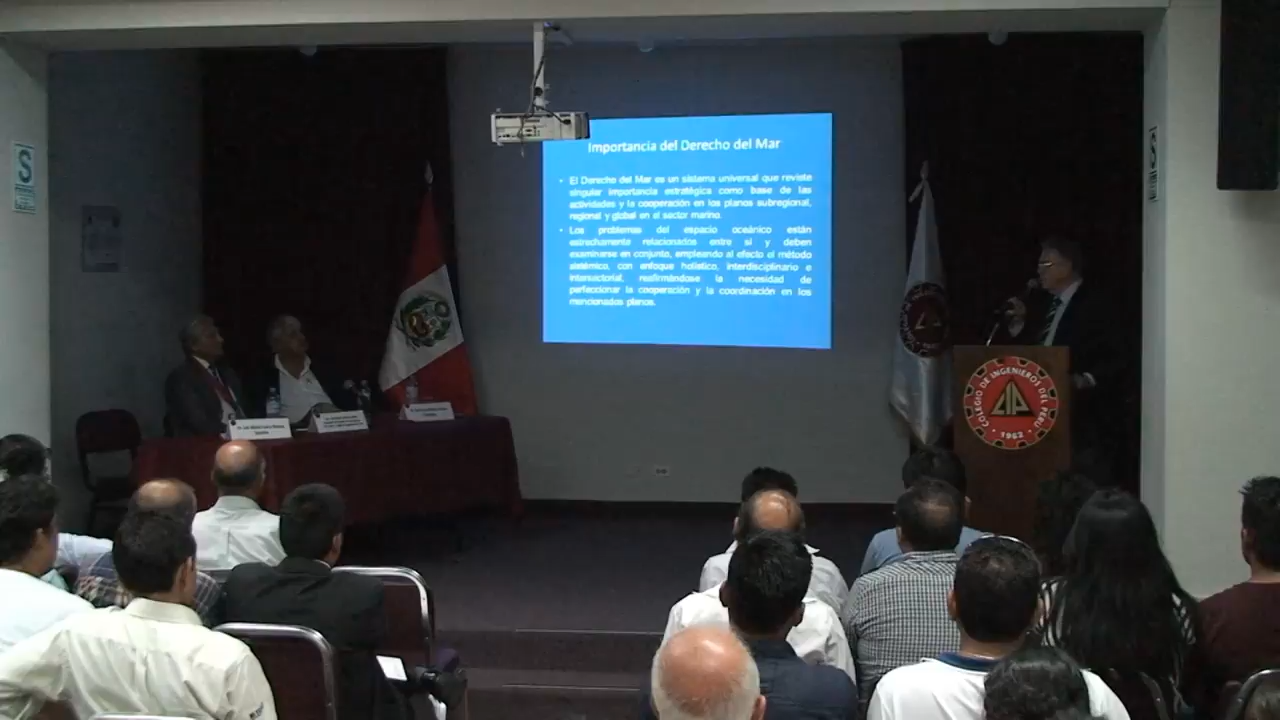 Importancia del Derecho del Mar
• El Derecho del Mar es un sistema universal que reviste
singular importancia estratégica como base de las
actividades y la cooperación en los planos subregional,
regional y global en el sector marino.
• Los problemas del espacio oceánico están
estrechamente relacionados entre sí y deben
examinarse en conjunto, empleando al efecto el método
sistémico, con enfoque holístico, interdisciplinario e
intersectorial, reafirmándose la necesidad de
perfeccionar la cooperación y la coordinación en los
mencionados planos.
S
COLEGIO DE INGENIEROS DEL PERU
CIP
• 1962 •